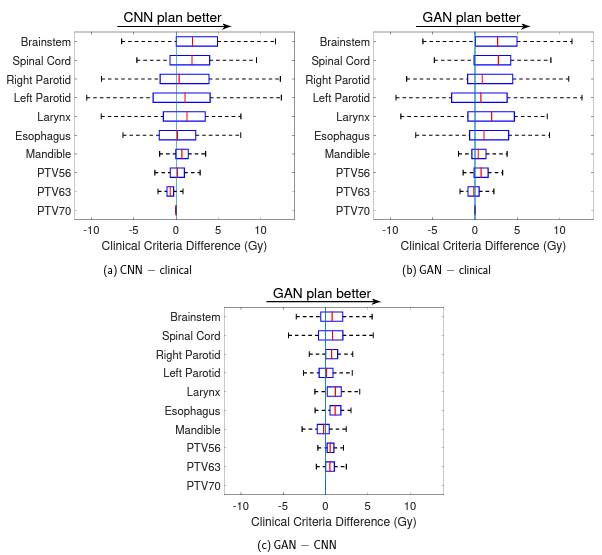 CNN plan better
Brainstem
Spinal Cord
Right Parotid
Left Parotid
Larynx
Esophagus
Mandible
PTV56
PTV63
PTV70
-10 -5 0 5 10
Clinical Criteria Difference (Gy)
(a) CNN − clinical
GAN plan better
Brainstem
Spinal Cord
Right Parotid
Left Parotid
Larynx
Esophagus
Mandible
PTV56
PTV63
PTV70
-10 -5 0 5 10
Clinical Criteria Difference (Gy)
(b) GAN − clinical
GAN plan better
Brainstem
Spinal Cord
Right Parotid
Left Parotid
Larynx
Esophagus
Mandible
PTV56
PTV63
PTV70
-10 -5 0 5 10
Clinical Criteria Difference (Gy)
(c) GAN − CNN